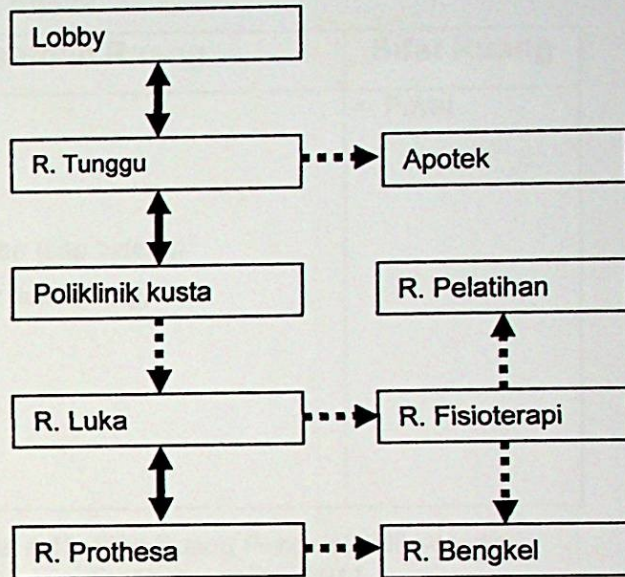 Lobby
R. Tunggu
Apotek
Poliklinik kusta
R. Pelatihan
R. Luka
R. Fisioterapi
R. Prothesa
R. Bengkel